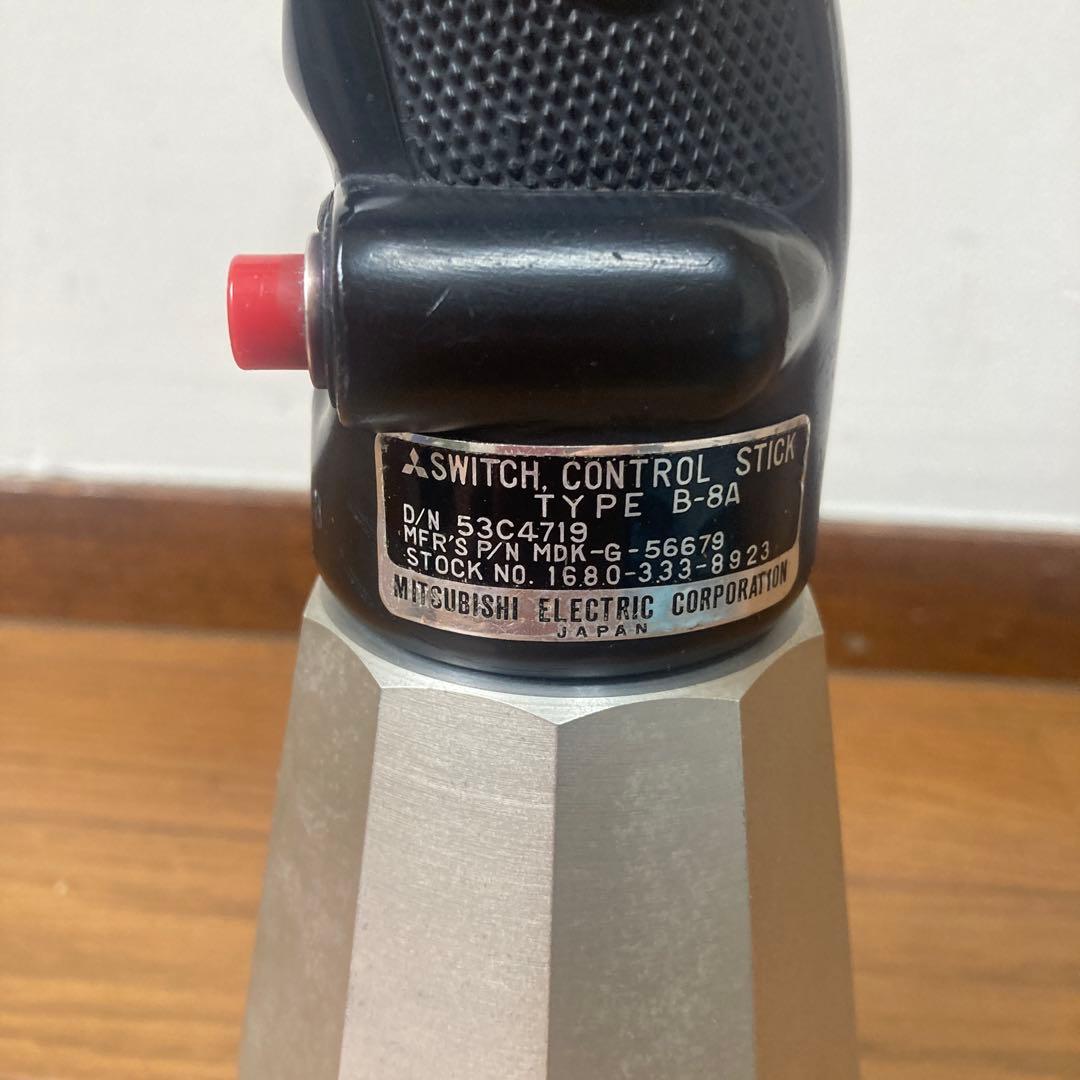 SWITCH, CONTROL STICK
TYPE B-8A
D/N 53C4719
MFR'S P/N MDK-G-56679
STOCK NO. 1680-333-8923
MITSUBISHI ELECTRIC CORPORATION
JAPAN